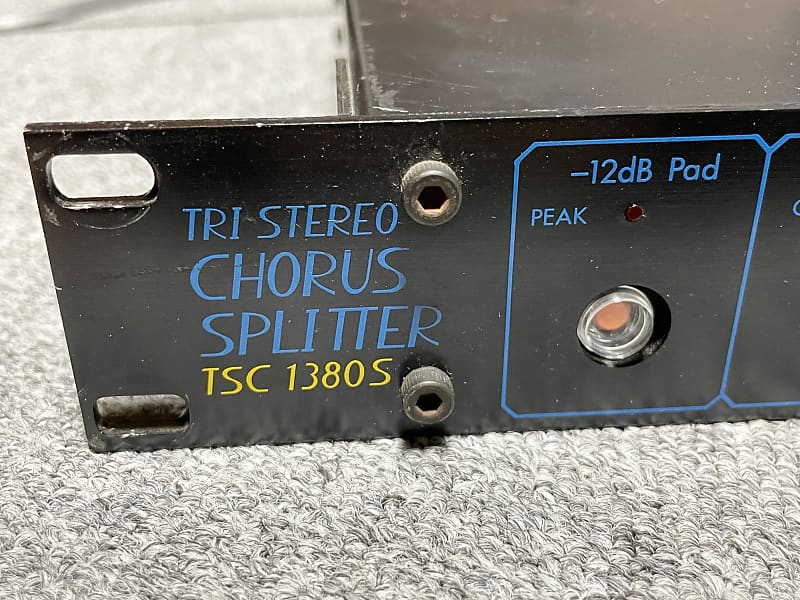 TRI STEREO
CHORUS
SPLITTER
TSC 1380S
–12dB Pad
PEAK